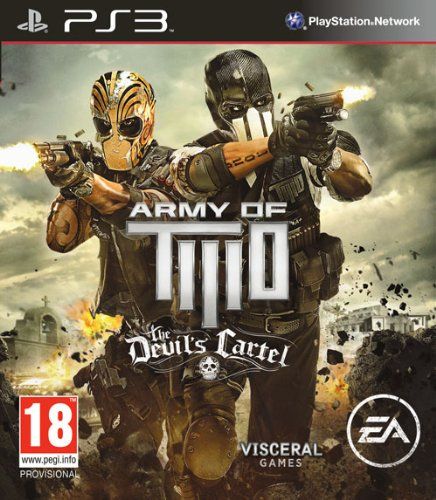 PS3
PlayStation®Network
ARMY OF
TWO
the
Devil's Cartel
18
www.pegi.info
PROVISIONAL
VISCERAL
GAMES
EA